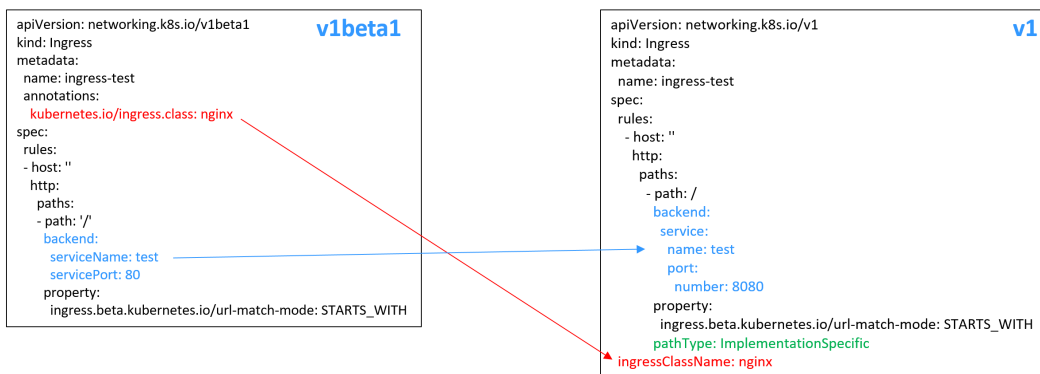 apiVersion: networking.k8s.io/v1beta1
v1beta1
kind: Ingress
metadata:
name: ingress-test
annotations:
kubernetes.io/ingress.class: nginx
spec:
rules:
- host: ''
http:
paths:
- path: '/'
backend:
serviceName: test
servicePort: 80
property:
ingress.beta.kubernetes.io/url-match-mode: STARTS_WITH
apiVersion: networking.k8s.io/v1
v1
kind: Ingress
metadata:
name: ingress-test
spec:
rules:
- host: ''
http:
paths:
- path: /
backend:
service:
name: test
port:
number: 8080
property:
ingress.beta.kubernetes.io/url-match-mode: STARTS_WITH
pathType: ImplementationSpecific
ingressClassName: nginx